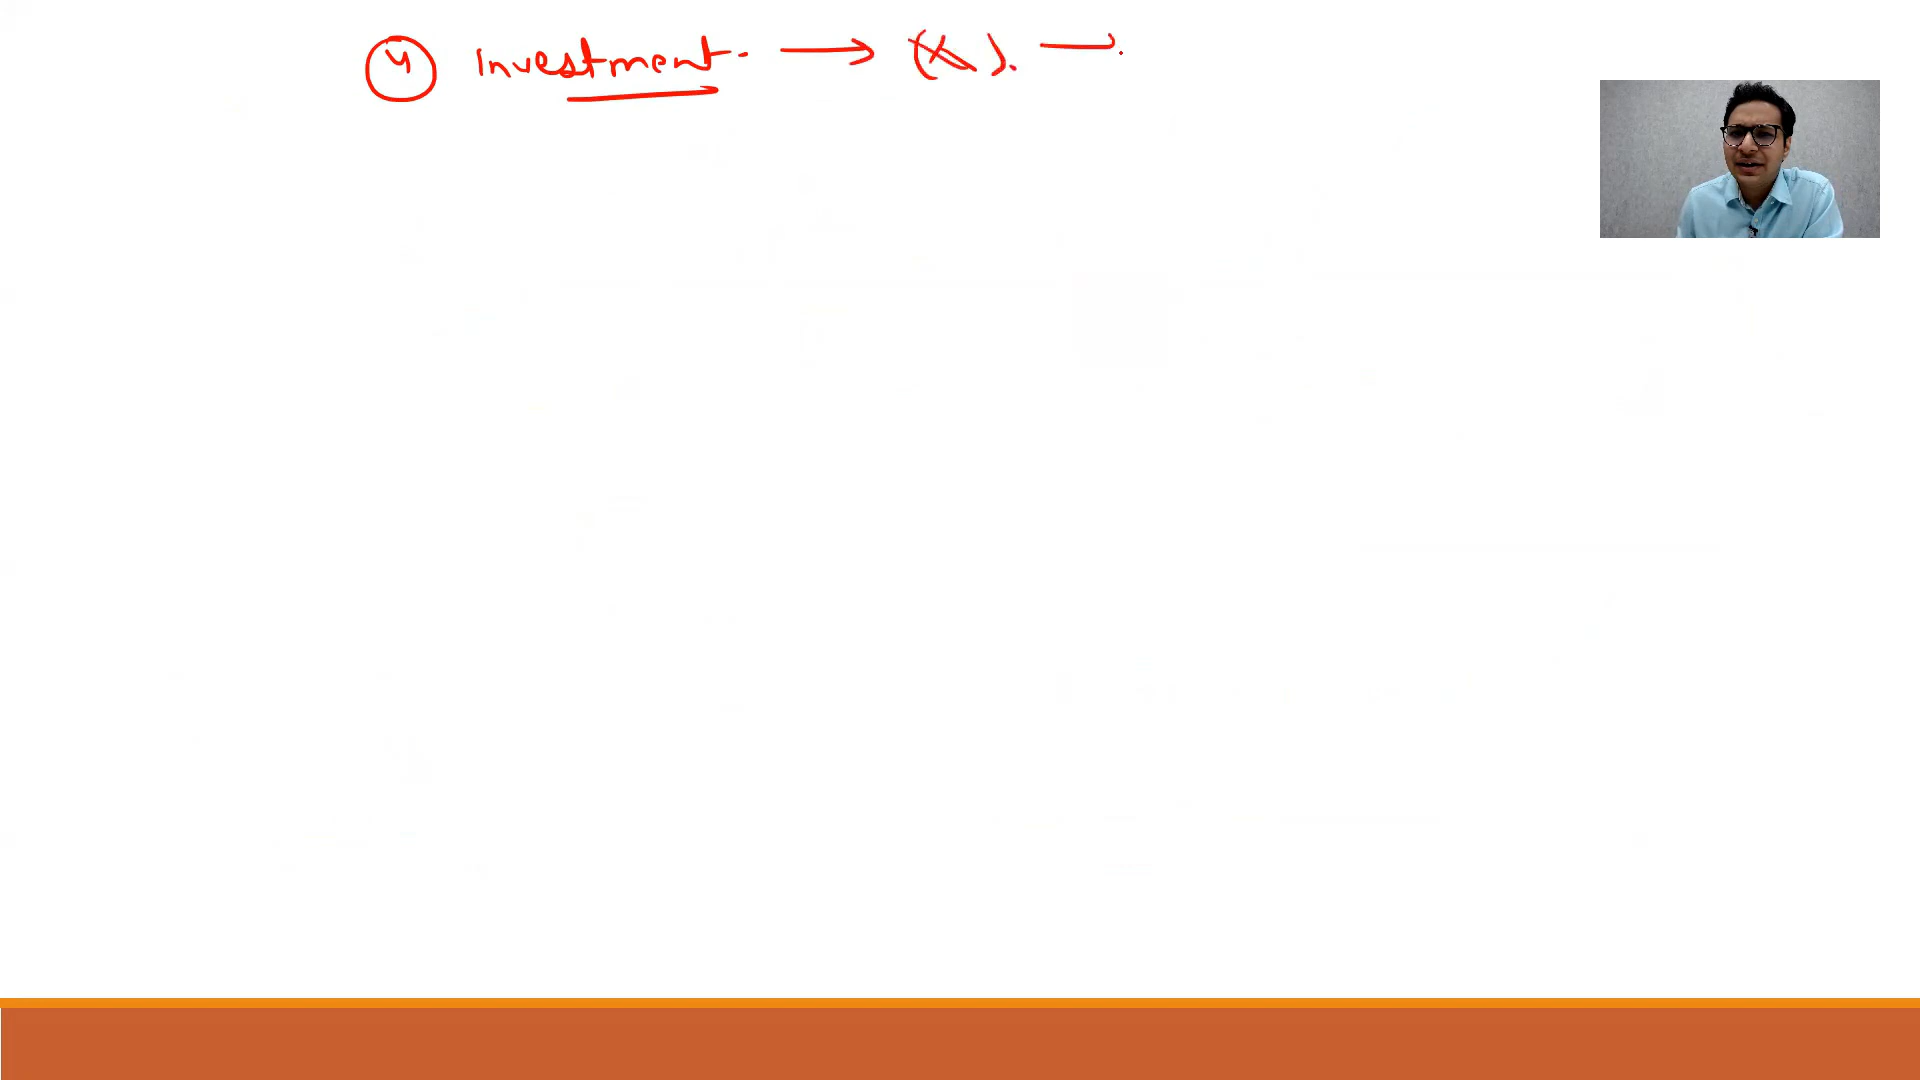 4 Investment. → (X). —